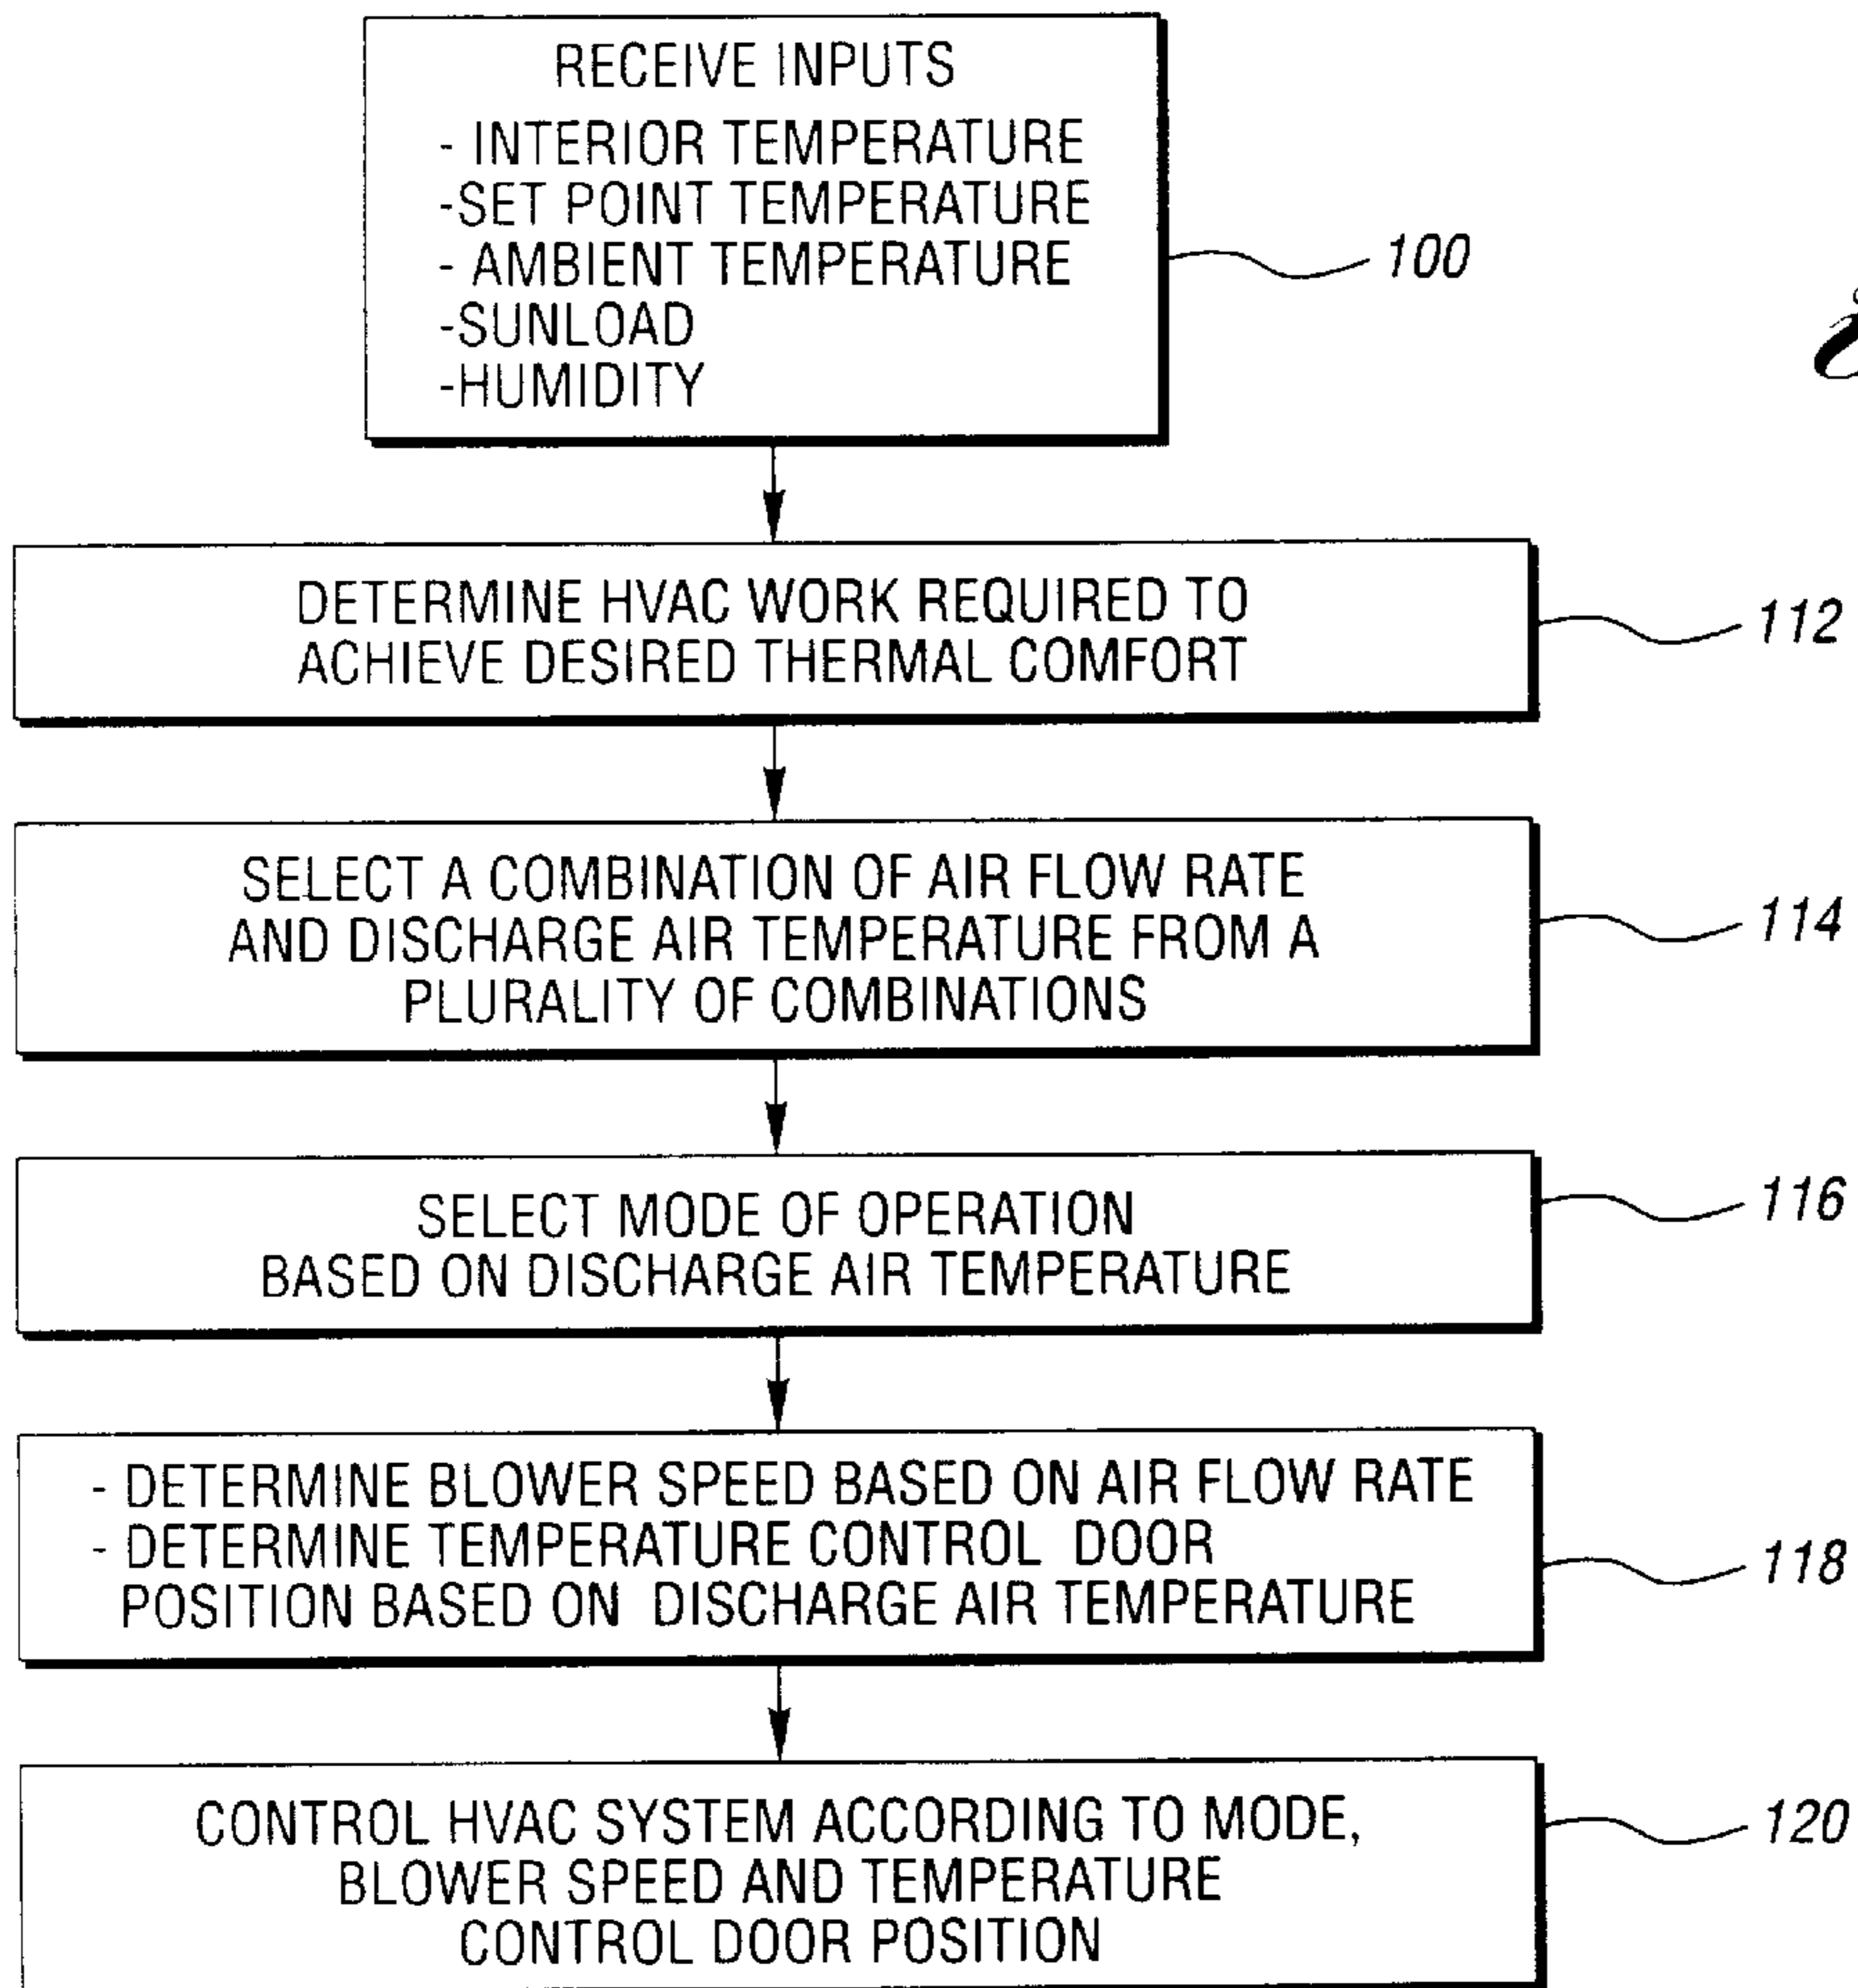 RECEIVE INPUTS
- INTERIOR TEMPERATURE
-SET POINT TEMPERATURE
- AMBIENT TEMPERATURE
-SUNLOAD
-HUMIDITY
100
DETERMINE HVAC WORK REQUIRED TO
ACHIEVE DESIRED THERMAL COMFORT
112
SELECT A COMBINATION OF AIR FLOW RATE
AND DISCHARGE AIR TEMPERATURE FROM A
PLURALITY OF COMBINATIONS
114
SELECT MODE OF OPERATION
BASED ON DISCHARGE AIR TEMPERATURE
116
- DETERMINE BLOWER SPEED BASED ON AIR FLOW RATE
- DETERMINE TEMPERATURE CONTROL DOOR
POSITION BASED ON DISCHARGE AIR TEMPERATURE
118
CONTROL HVAC SYSTEM ACCORDING TO MODE,
BLOWER SPEED AND TEMPERATURE
CONTROL DOOR POSITION
120